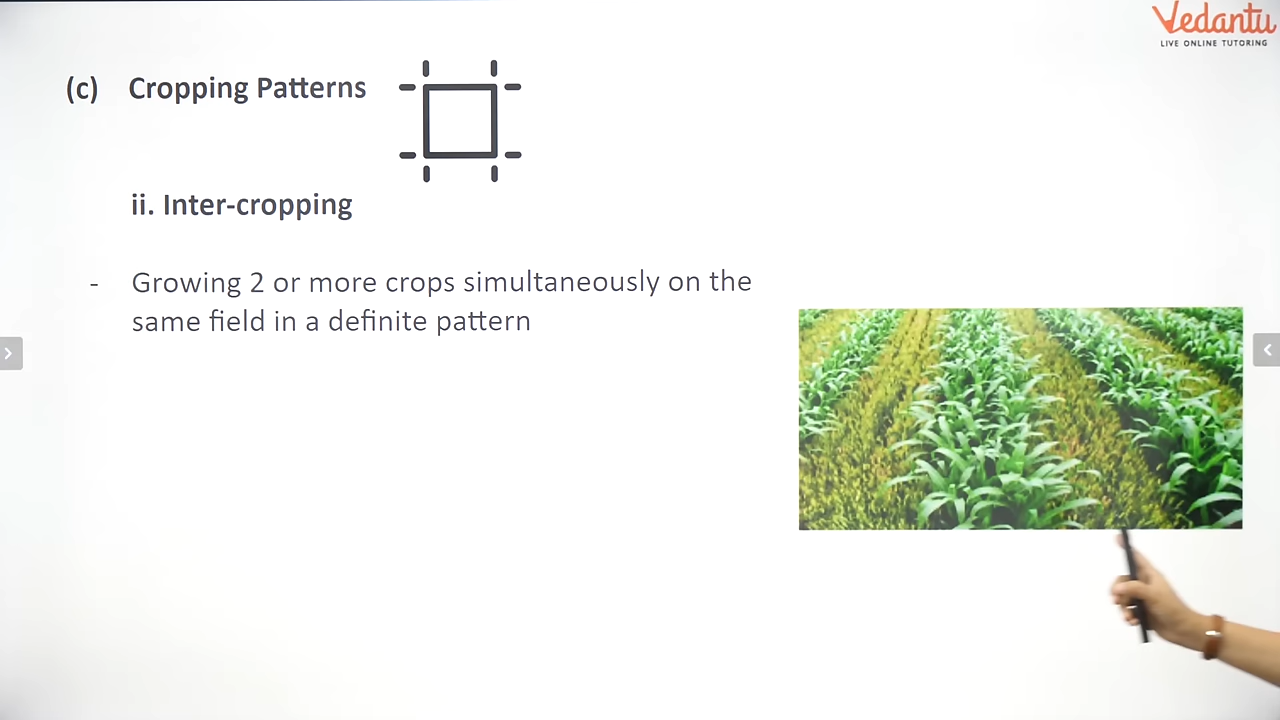 Vedantu
LIVE ONLINE TUTORING
(c) Cropping Patterns
ii. Inter-cropping
- Growing 2 or more crops simultaneously on the
same field in a definite pattern